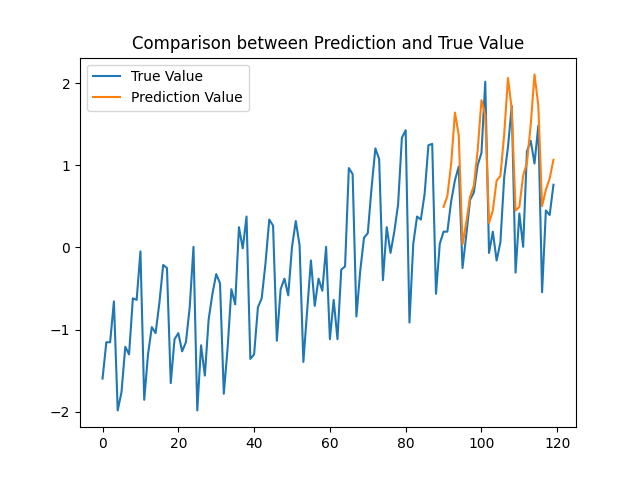 Comparison between Prediction and True Value
True Value
Prediction Value
2
1
0
−1
−2
0 20 40 60 80 100 120